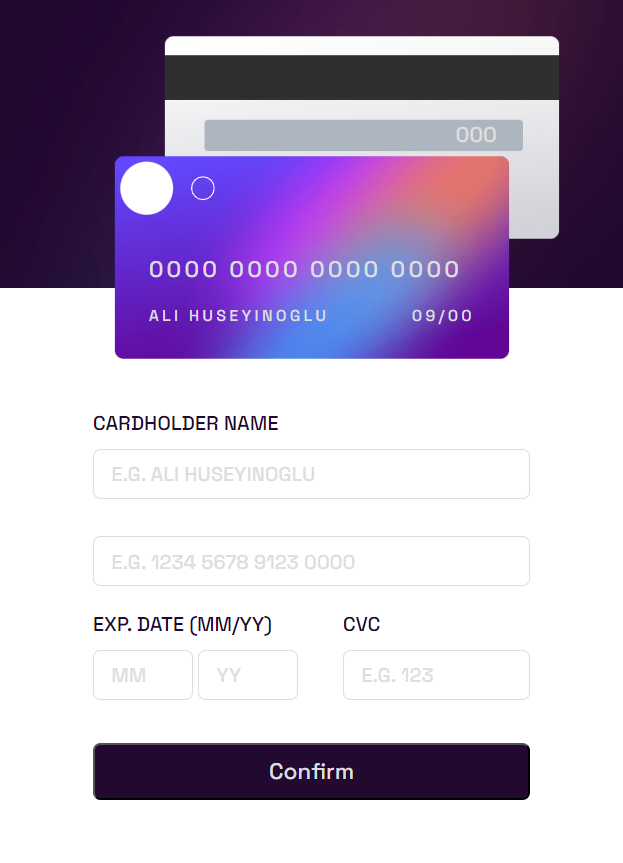 000
0000 0000 0000 0000
ALI HUSEYINOGLU 09/00
CARDHOLDER NAME
E.G. ALI HUSEYINOGLU
E.G. 1234 5678 9123 0000
EXP. DATE (MM/YY) CVC
MM YY E.G. 123
Confirm